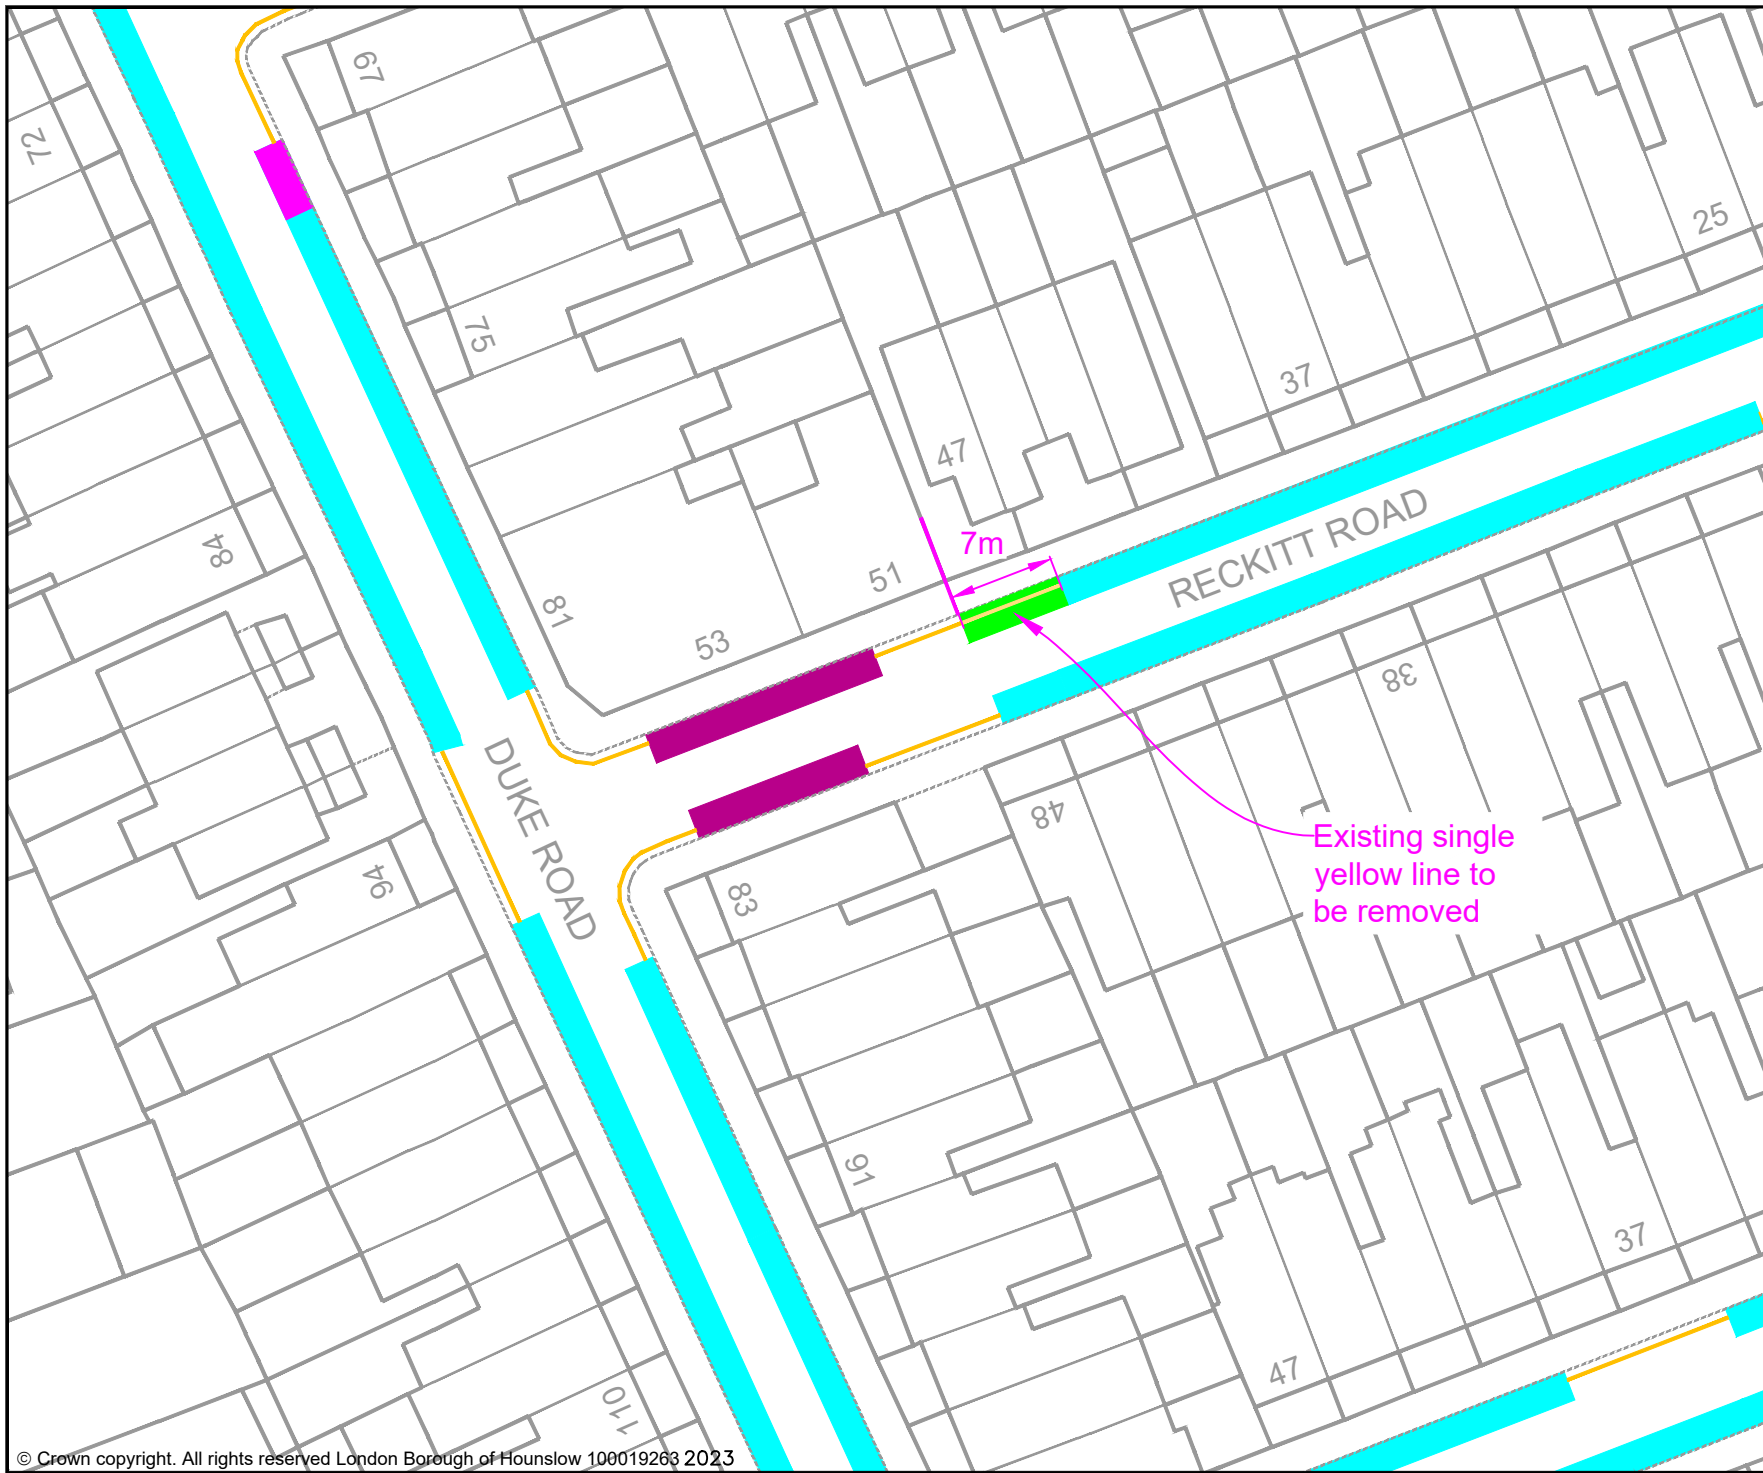 67
72
25
75
37
47
7m
RECKITT ROAD
84
51
81
53
38
DUKE ROAD
48
Existing single
yellow line to
be removed
94
83
91
37
47
110
© Crown copyright. All rights reserved London Borough of Hounslow 100019263 2023